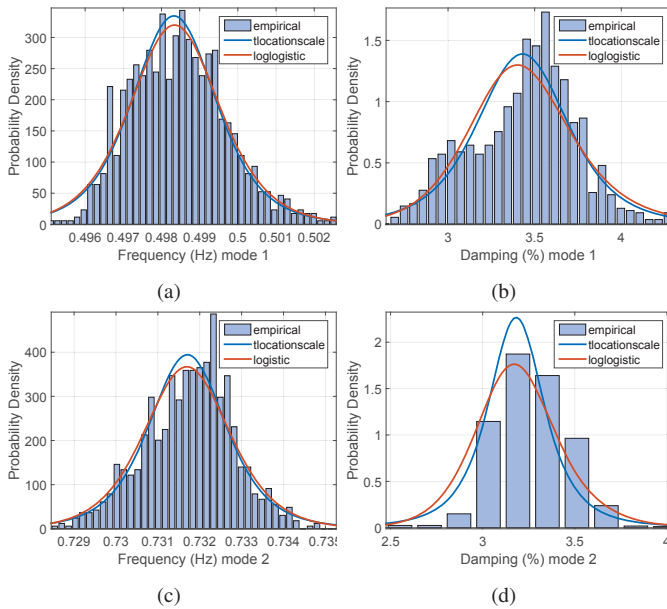 300
250
200
150
100
50
0
Probability Density
0.496 0.497 0.498 0.499 0.5 0.501 0.502
Frequency (Hz) mode 1
empirical
tlocationscale
loglogistic
(a)
1.5
1
0.5
0
Probability Density
3 3.5 4
Damping (%) mode 1
empirical
tlocationscale
loglogistic
(b)
400
300
200
100
0
Probability Density
0.729 0.73 0.731 0.732 0.733 0.734 0.735
Frequency (Hz) mode 2
empirical
tlocationscale
logistic
(c)
2
1.5
1
0.5
0
Probability Density
2.5 3 3.5 4
Damping (%) mode 2
empirical
tlocationscale
loglogistic
(d)